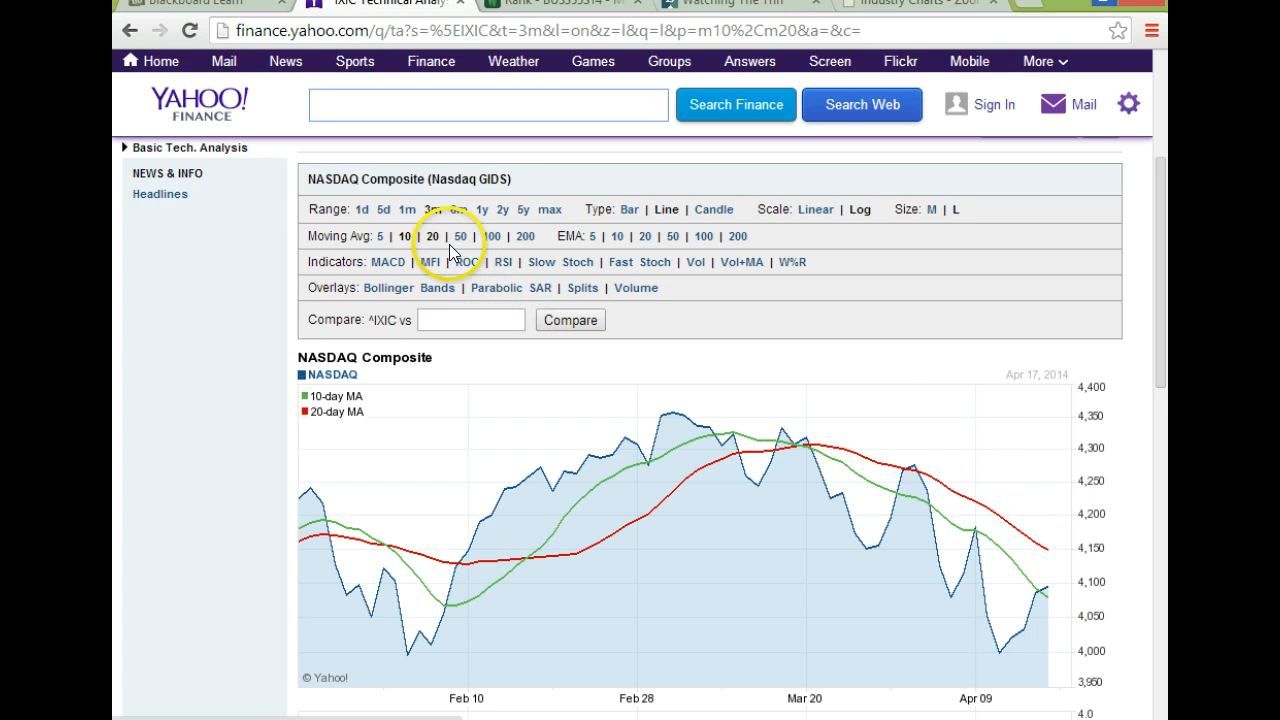 Blackboard Learn
^IXIC Technical Analys
Watching The Thri
Industry Charts - Zoon
finance.yahoo.com/q/ta?s=%5EIXIC&t=3m&l=on&z=l&q=l&p=m10%2Cm20&a=&c=
Home Mail News Sports Finance Weather Games Groups Answers Screen Flickr Mobile More
YAHOO!
FINANCE
Search Finance
Search Web
Sign In
Mail
Basic Tech. Analysis
NEWS & INFO
Headlines
NASDAQ Composite (Nasdaq GIDS)
Range: 1d 5d 1m 3m 6m 1y 2y 5y max Type: Bar | Line | Candle Scale: Linear | Log Size: M | L
Moving Avg: 5 | 10 | 20 | 50 | 100 | 200 EMA: 5 | 10 | 20 | 50 | 100 | 200
Indicators: MACD | MFI | ROC | RSI | Slow Stoch | Fast Stoch | Vol | Vol+MA | W%R
Overlays: Bollinger Bands | Parabolic SAR | Splits | Volume
Compare: ^IXIC vs
Compare
NASDAQ Composite
NASDAQ
Apr 17, 2014
10-day MA
20-day MA
4,400
4,350
4,300
4,250
4,200
4,150
4,100
4,050
4,000
3,950
© Yahoo!
Feb 10 Feb 28 Mar 20 Apr 09
4.0